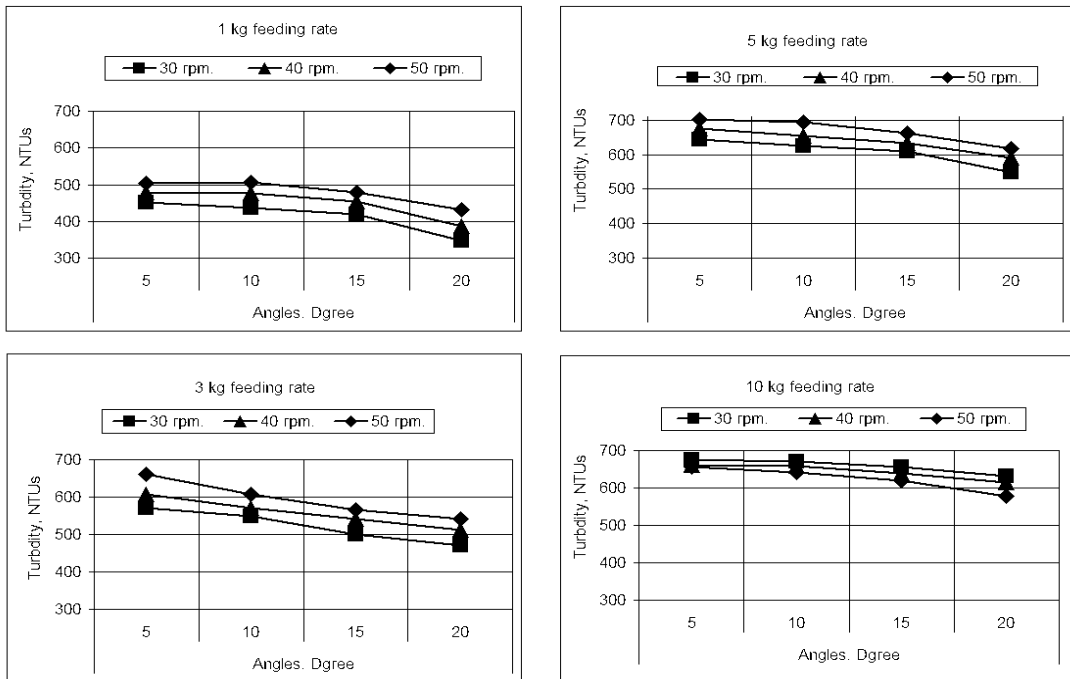 1 kg feeding rate
30 rpm. 40 rpm. 50 rpm.
Turbdity, NTUs
700
600
500
400
300
5 10 15 20
Angles. Dgree
5 kg feeding rate
30 rpm. 40 rpm. 50 rpm.
Turbdity, NTUs
700
600
500
400
300
5 10 15 20
Angles. Dgree
3 kg feeding rate
30 rpm. 40 rpm. 50 rpm.
Turbdity, NTUs
700
600
500
400
300
5 10 15 20
Angles. Dgree
10 kg feeding rate
30 rpm. 40 rpm. 50 rpm.
Turbdity, NTUs
700
600
500
400
300
5 10 15 20
Angles. Dgree